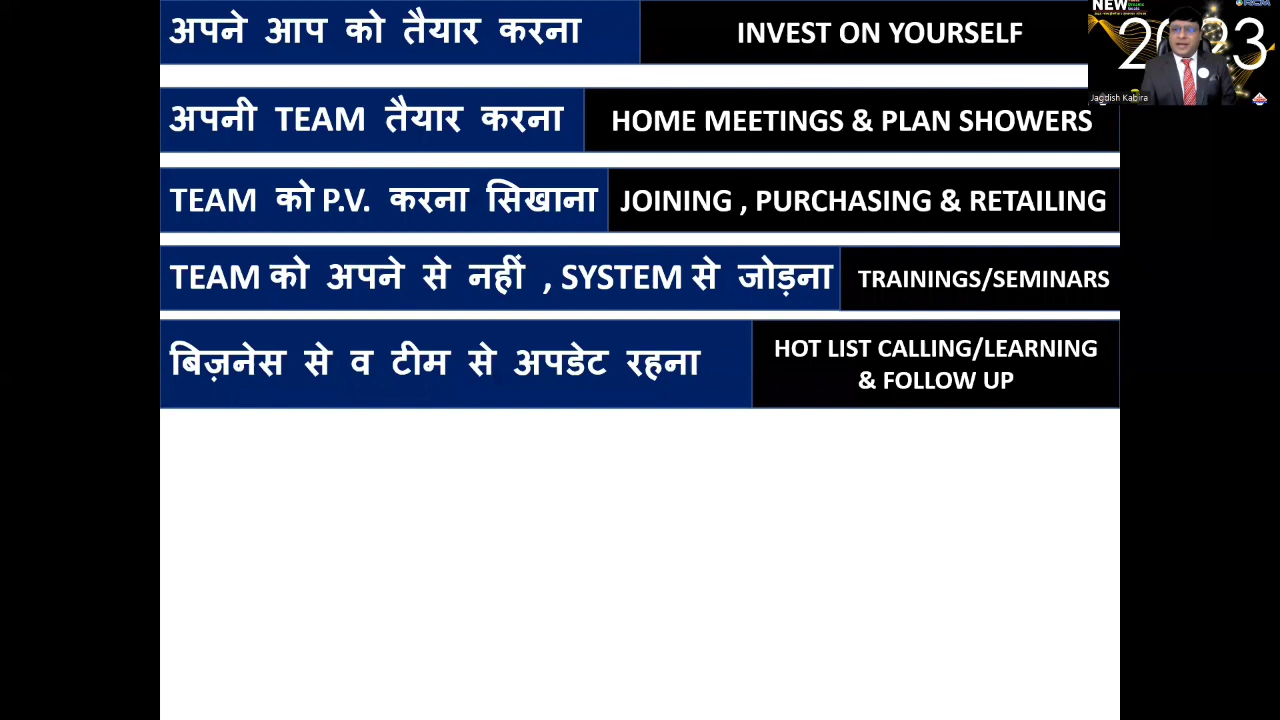 अपने आप को तैयार करना
INVEST ON YOURSELF
अपनी TEAM तैयार करना
HOME MEETINGS & PLAN SHOWERS
TEAM को P.V. करना सिखाना
JOINING , PURCHASING & RETAILING
TEAM को अपने से नहीं , SYSTEM से जोड़ना
TRAININGS/SEMINARS
बिज़नेस से व टीम से अपडेट रहना
HOT LIST CALLING/LEARNING
& FOLLOW UP
NEW
RCM
2023
Jagdish Kabira